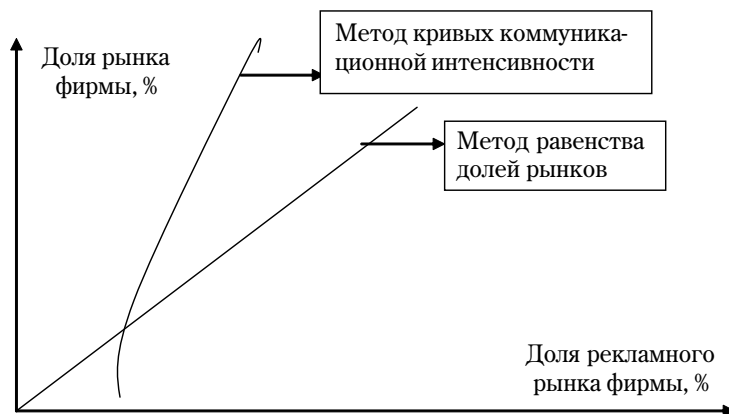 Метод кривых коммуника-
ционной интенсивности
Доля рынка
фирмы, %
Метод равенства
долей рынков
Доля рекламного
рынка фирмы, %